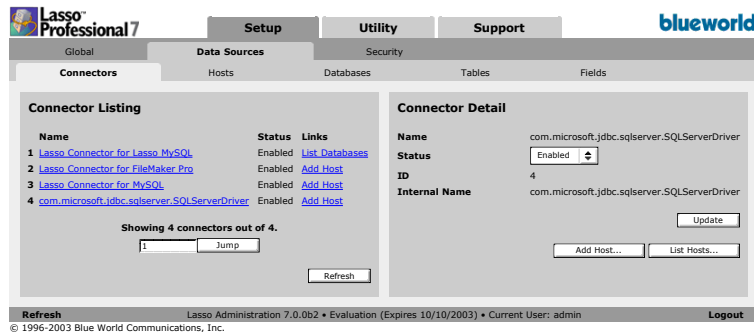 Lasso™
Professional 7
Setup Utility Support
blueworld
Global Data Sources Security
Connectors Hosts Databases Tables Fields
Connector Listing
Name Status Links
1 Lasso Connector for Lasso MySQL Enabled List Databases
2 Lasso Connector for FileMaker Pro Enabled Add Host
3 Lasso Connector for MySQL Enabled Add Host
4 com.microsoft.jdbc.sqlserver.SQLServerDriver Enabled Add Host
Showing 4 connectors out of 4.
1 Jump
Refresh
Connector Detail
Name com.microsoft.jdbc.sqlserver.SQLServerDriver
Status Enabled
ID 4
Internal Name com.microsoft.jdbc.sqlserver.SQLServerDriver
Update
Add Host... List Hosts...
Refresh Lasso Administration 7.0.0b2 • Evaluation (Expires 10/10/2003) • Current User: admin Logout
© 1996-2003 Blue World Communications, Inc.